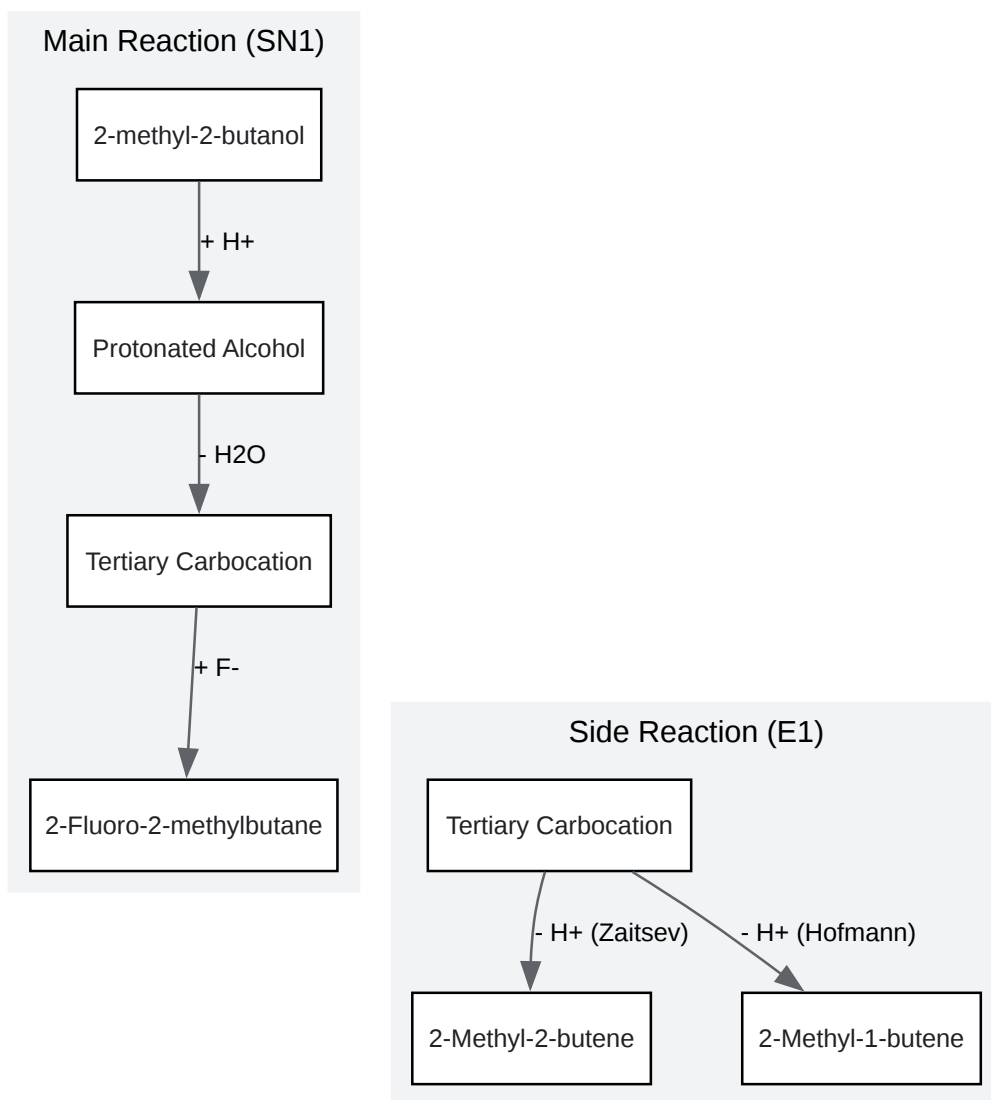 Main Reaction (SN1)
2-methyl-2-butanol
+ H+
Protonated Alcohol
- H2O
Tertiary Carbocation
+ F-
2-Fluoro-2-methylbutane
Side Reaction (E1)
Tertiary Carbocation
- H+ (Zaitsev)
- H+ (Hofmann)
2-Methyl-2-butene
2-Methyl-1-butene